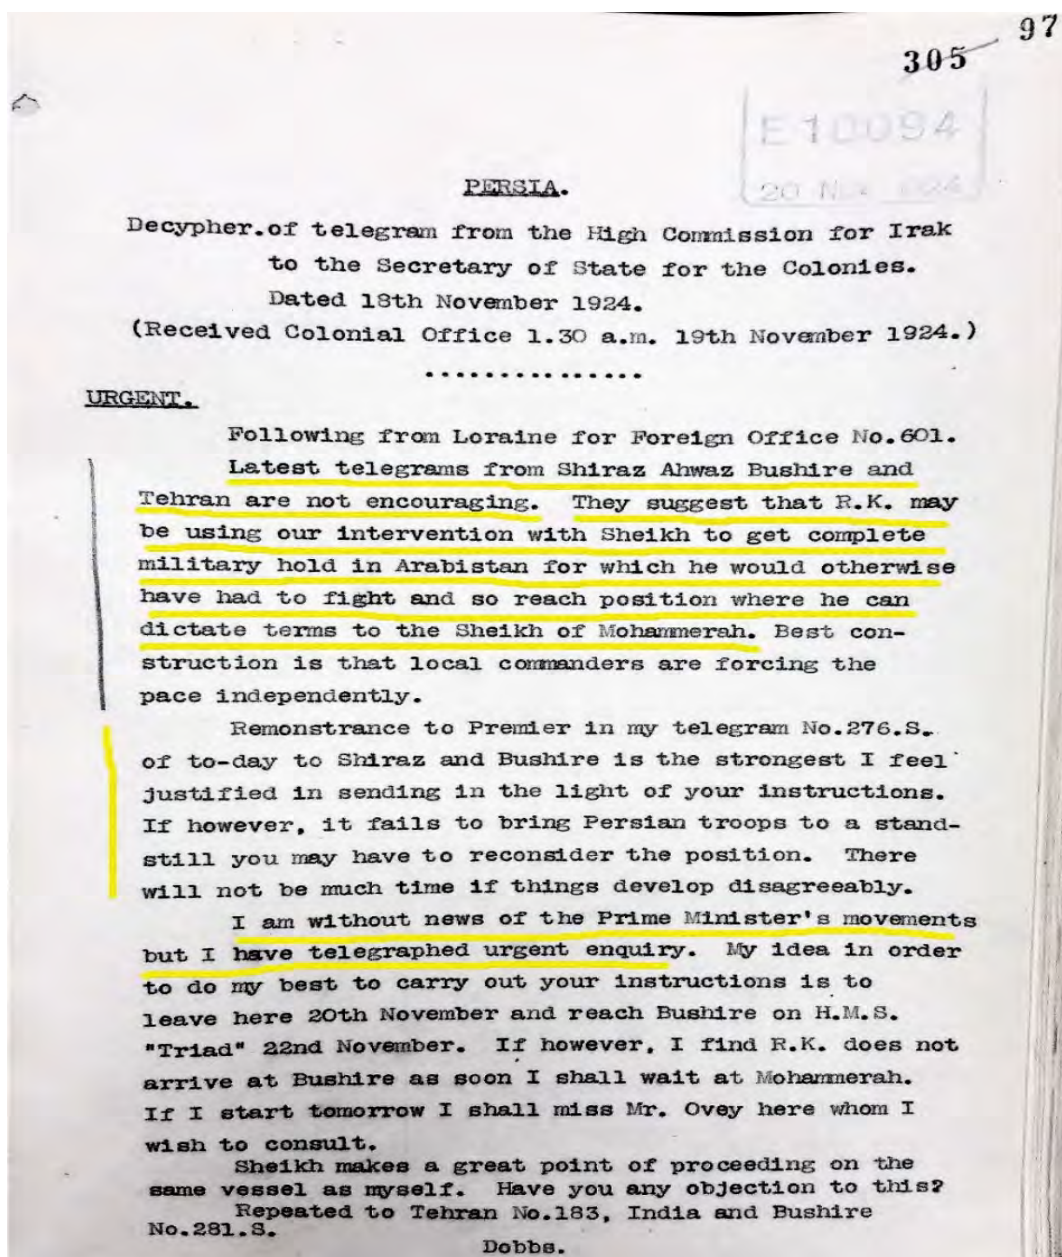 97
305
E10094
20 NOV 1924
PERSIA.
Decypher.of telegram from the High Commission for Irak
to the Secretary of State for the Colonies.
Dated 18th November 1924.
(Received Colonial Office 1.30 a.m. 19th November 1924.)
...............
URGENT.
Following from Loraine for Foreign Office No.601.
Latest telegrams from Shiraz Ahwaz Bushire and
Tehran are not encouraging. They suggest that R.K. may
be using our intervention with Sheikh to get complete
military hold in Arabistan for which he would otherwise
have had to fight and so reach position where he can
dictate terms to the Sheikh of Mohammerah. Best con-
struction is that local commanders are forcing the
pace independently.
Remonstrance to Premier in my telegram No.276.S.
of to-day to Shiraz and Bushire is the strongest I feel
justified in sending in the light of your instructions.
If however, it fails to bring Persian troops to a stand-
still you may have to reconsider the position. There
will not be much time if things develop disagreeably.
I am without news of the Prime Minister's movements
but I have telegraphed urgent enquiry. My idea in order
to do my best to carry out your instructions is to
leave here 20th November and reach Bushire on H.M.S.
"Triad" 22nd November. If however, I find R.K. does not
arrive at Bushire as soon I shall wait at Mohammerah.
If I start tomorrow I shall miss Mr. Ovey here whom I
wish to consult.
Sheikh makes a great point of proceeding on the
same vessel as myself. Have you any objection to this?
Repeated to Tehran No.183, India and Bushire
No.281.S.
Dobbs.